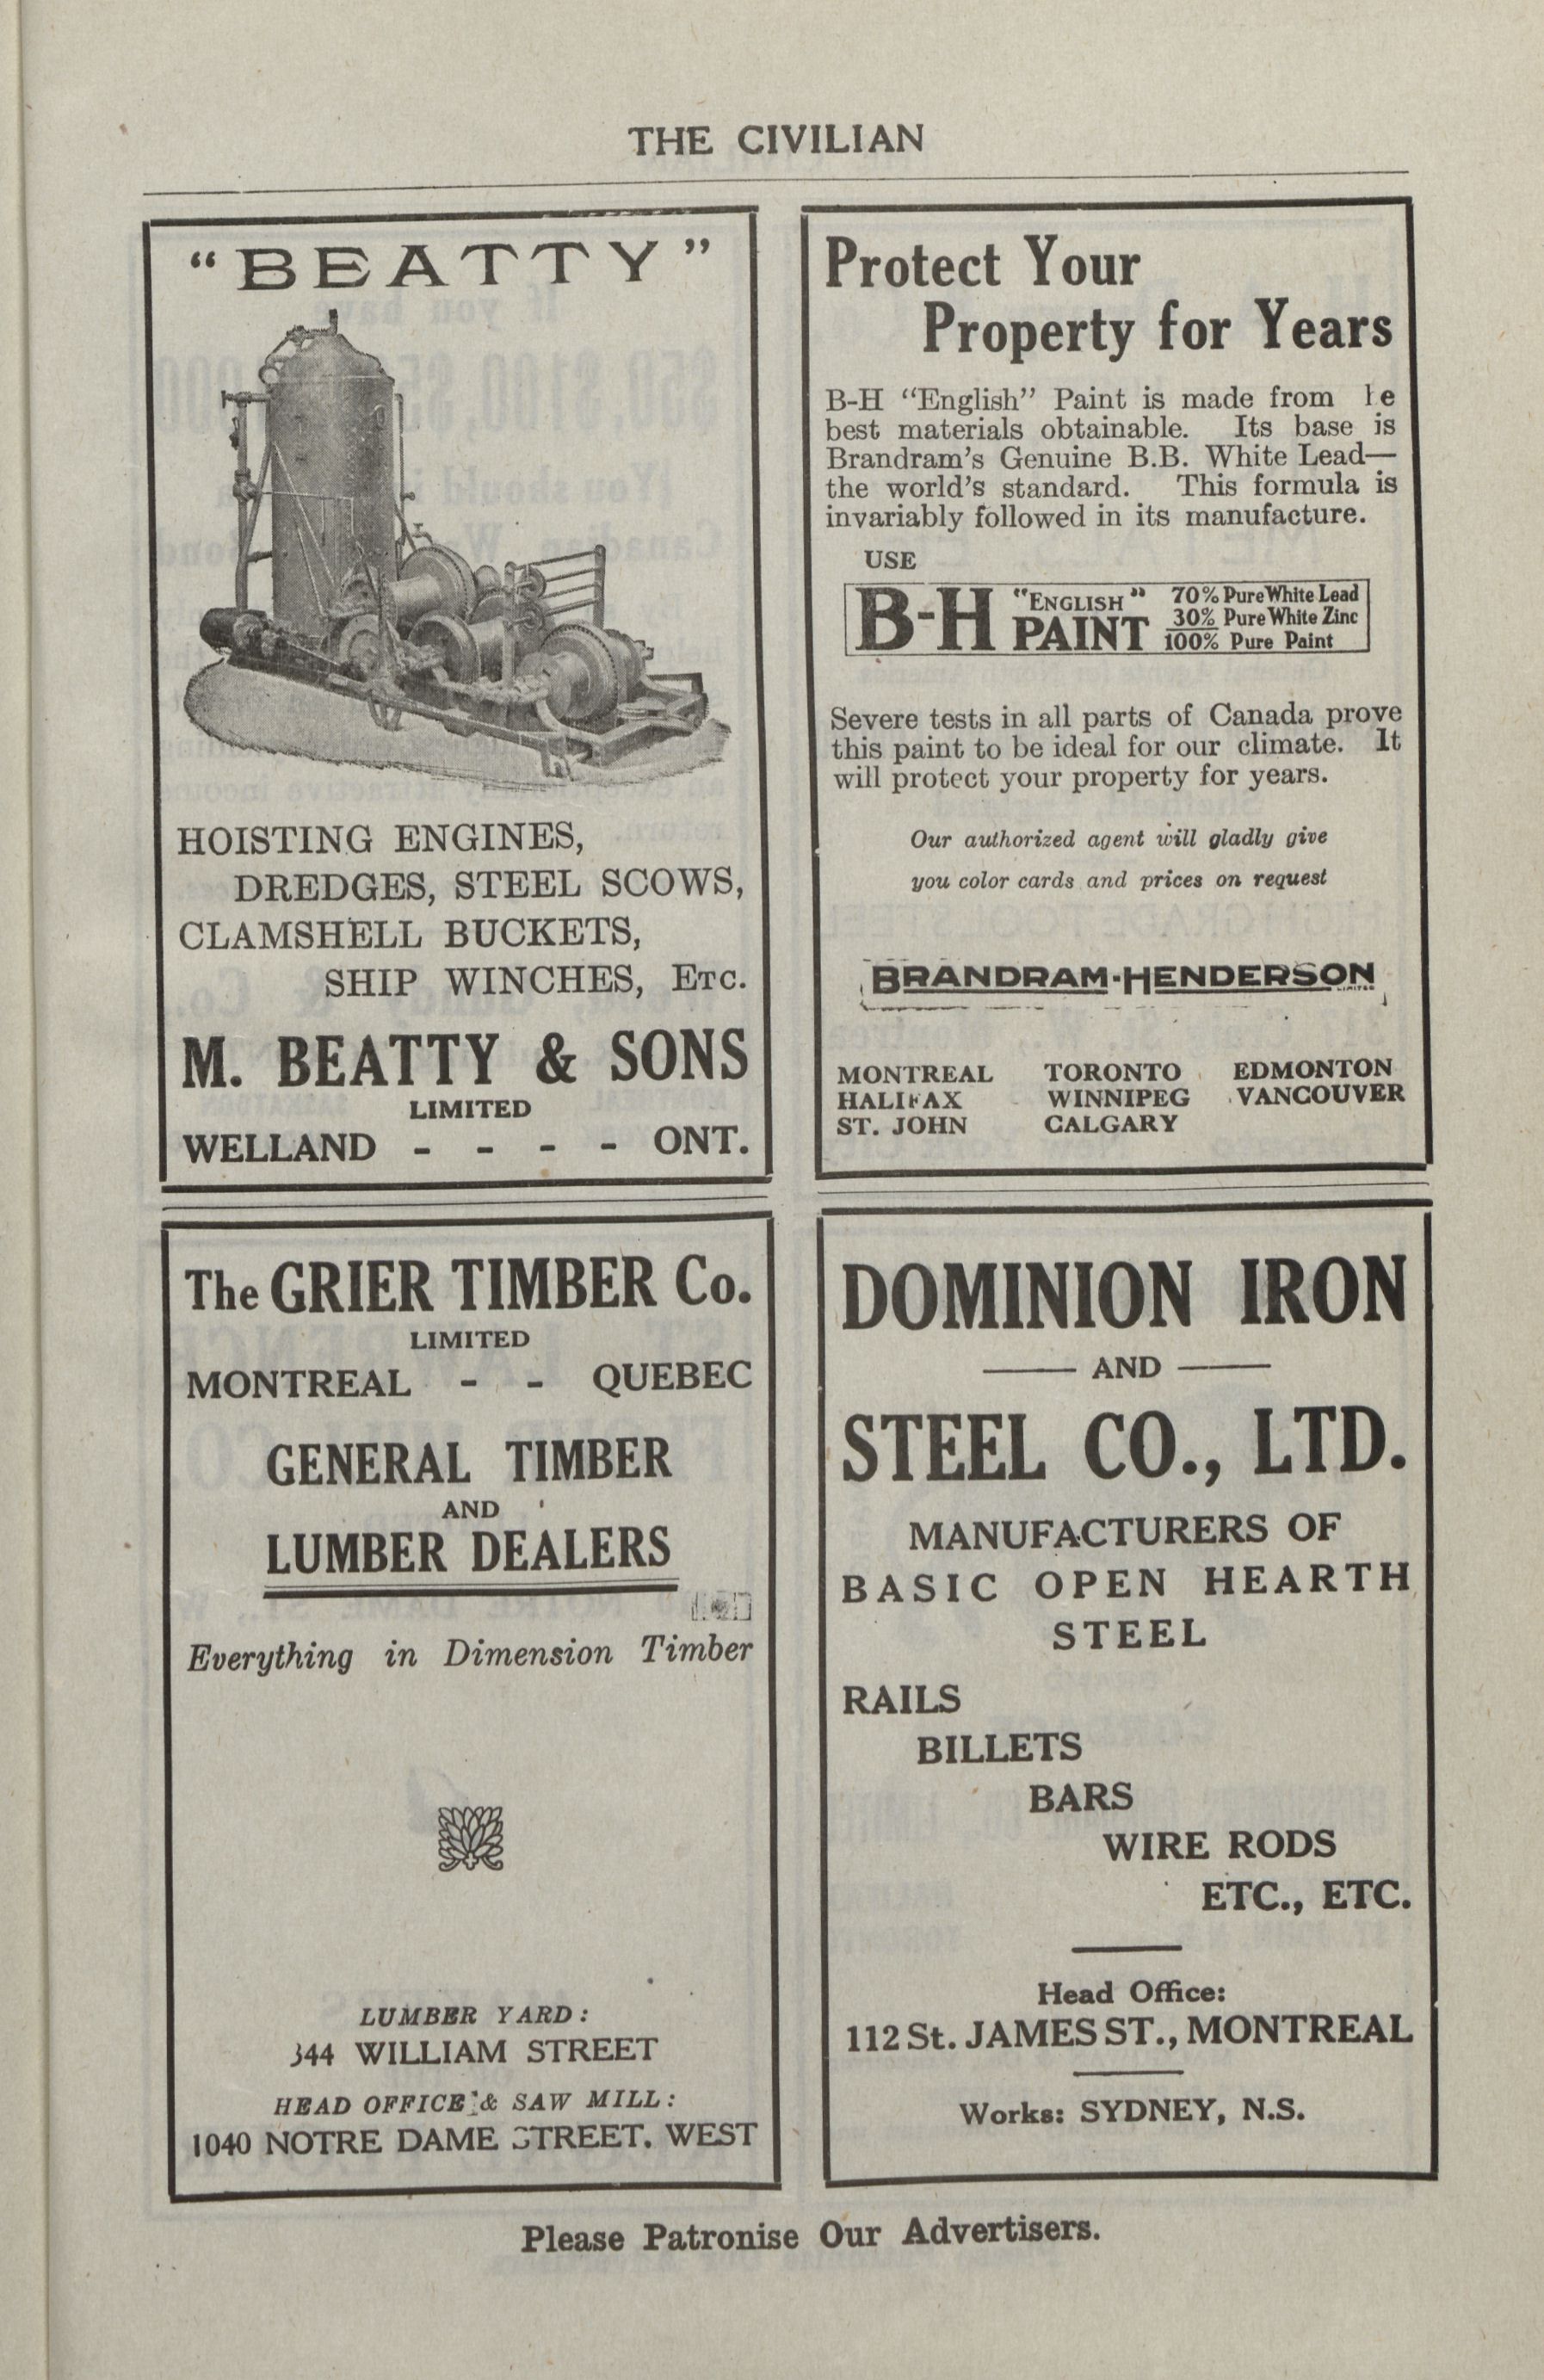 THE CIVILIAN
"BEATTY"
HOISTING ENGINES,
DREDGES, STEEL SCOWS,
CLAMSHELL BUCKETS,
SHIP WINCHES, ETC.
M. BEATTY & SONS
LIMITED
WELLAND - - - - ONT.
Protect Your
Property for Years
B-H "English" Paint is made from
best materials obtainable. Its base is
Brandram's Genuine B.B. White Lead—
the world's standard. This formula is
invariably followed in its manufacture.
USE
B-H "ENGLISH" PAINT
70% Pure White Lead
30% Pure White Zinc
100% Pure Paint
Severe tests in all parts of Canada prove
this paint to be ideal for our climate. It
will protect your property for years.
Our authorized agent will gladly give
you color cards and prices on request
BRANDRAM-HENDERSON
LIMITED
MONTREAL TORONTO EDMONTON
HALIFAX WINNIPEG VANCOUVER
ST. JOHN CALGARY
The GRIER TIMBER Co.
LIMITED
MONTREAL - - QUEBEC
GENERAL TIMBER
AND
LUMBER DEALERS
Everything in Dimension Timber
LUMBER YARD:
WILLIAM STREET
HEAD OFFICE & SAW MILL:
1040 NOTRE DAME STREET. WEST
DOMINION IRON
AND
STEEL CO., LTD.
MANUFACTURERS OF
BASIC OPEN HEARTH
STEEL
RAILS
BILLETS
BARS
WIRE RODS
ETC., ETC.
Head Office:
112 St. JAMES ST., MONTREAL
Works: SYDNEY, N.S.
Please Patronise Our Advertisers.